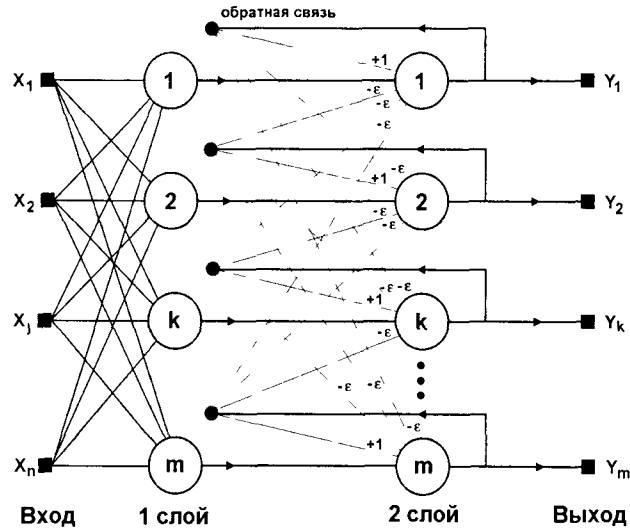 обратная связь
X1 1 +1 1 Y1
-ε
-ε
-ε
-ε
X2 2 +1 2 Y2
-ε
-ε
-ε -ε
Xj k +1 k Yk
-ε
-ε -ε
-ε
Xn m +1 m Ym
Вход 1 слой 2 слой Выход